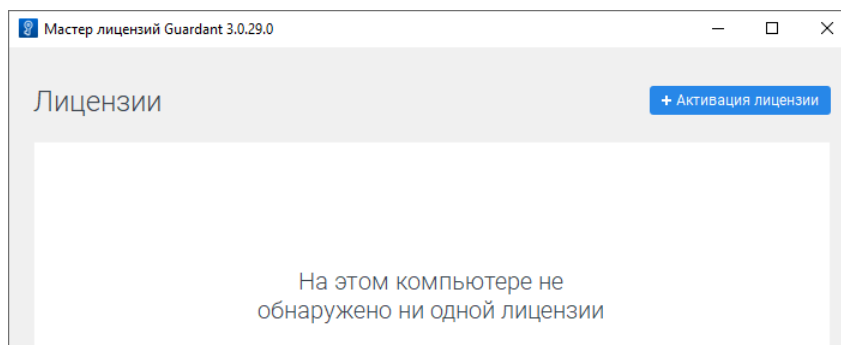 Мастер лицензий Guardant 3.0.29.0
Лицензии
+ Активация лицензии
На этом компьютере не
обнаружено ни одной лицензии